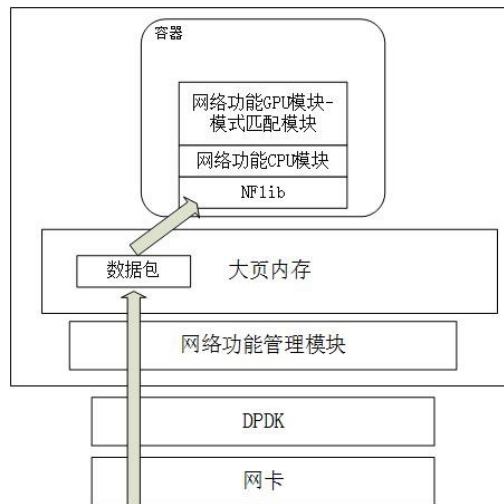 容器
网络功能GPU模块-
模式匹配模块
网络功能CPU模块
NFlib
数据包
大页内存
网络功能管理模块
DPDK
网卡